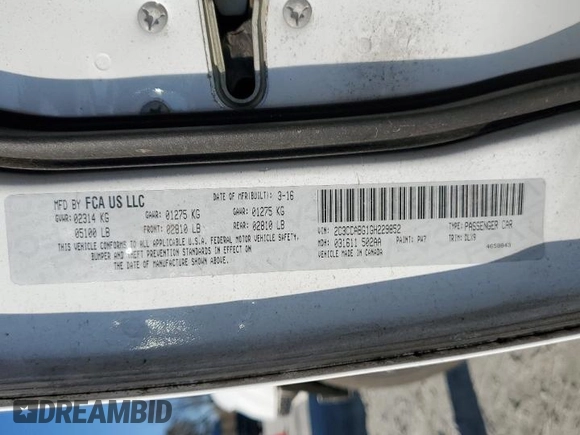 MFD BY FCA US LLC DATE OF MFR(BUILT): 3-16
GVWR: 02314 KG GAWR: 01275 KG GAWR: 01275 KG
05100 LB FRONT: 02810 LB REAR: 02810 LB
THIS VEHICLE CONFORMS TO ALL APPLICABLE U.S.A. FEDERAL MOTOR VEHICLE SAFETY,
BUMPER AND THEFT PREVENTION STANDARDS IN EFFECT ON
THE DATE OF MANUFACTURE SHOWN ABOVE.
VIN: 2C3CCABG1GH229852 TYPE: PASSENGER CAR
MDH: 031611 502AA PAINT: PW7 TRIM: DLX9
VEHICLE MADE IN CANADA
DREAMBID